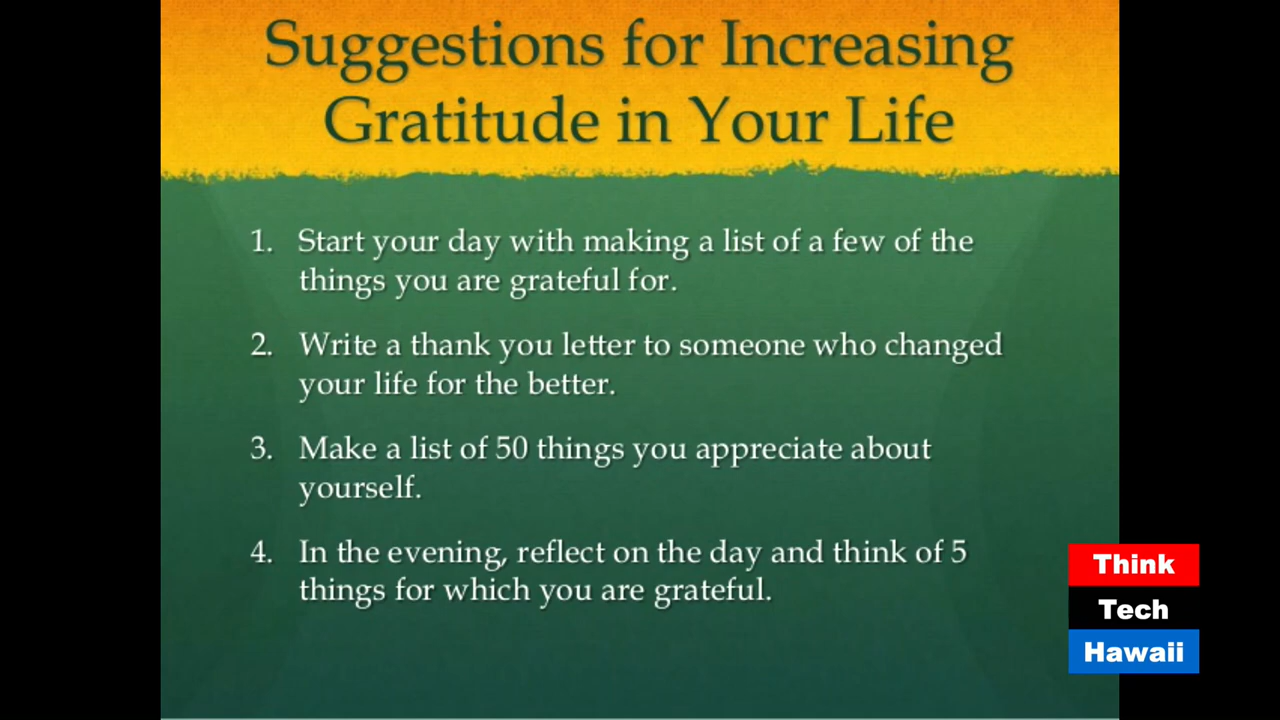 Suggestions for Increasing
Gratitude in Your Life
1. Start your day with making a list of a few of the
things you are grateful for.
2. Write a thank you letter to someone who changed
your life for the better.
3. Make a list of 50 things you appreciate about
yourself.
4. In the evening, reflect on the day and think of 5
things for which you are grateful.
Think
Tech
Hawaii